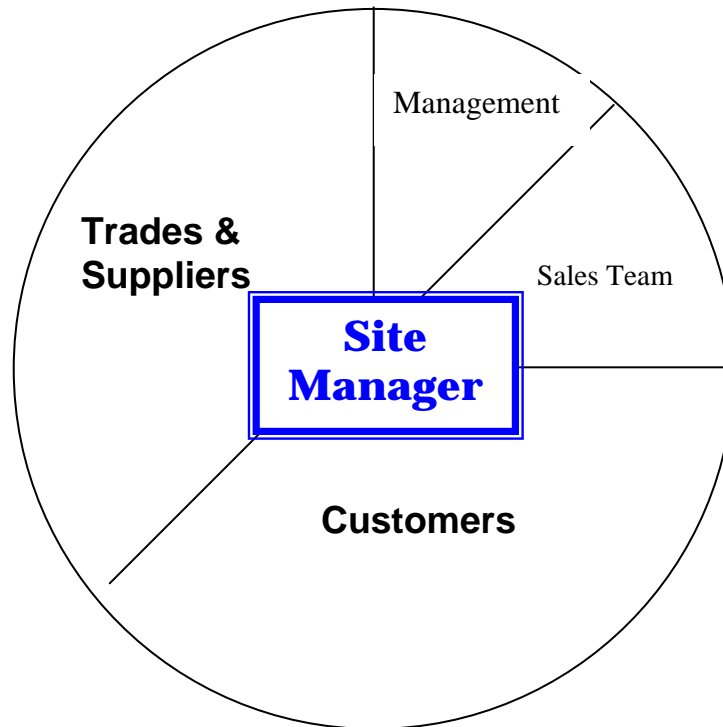 Management
Trades &
Suppliers
Sales Team
Site
Manager
Customers